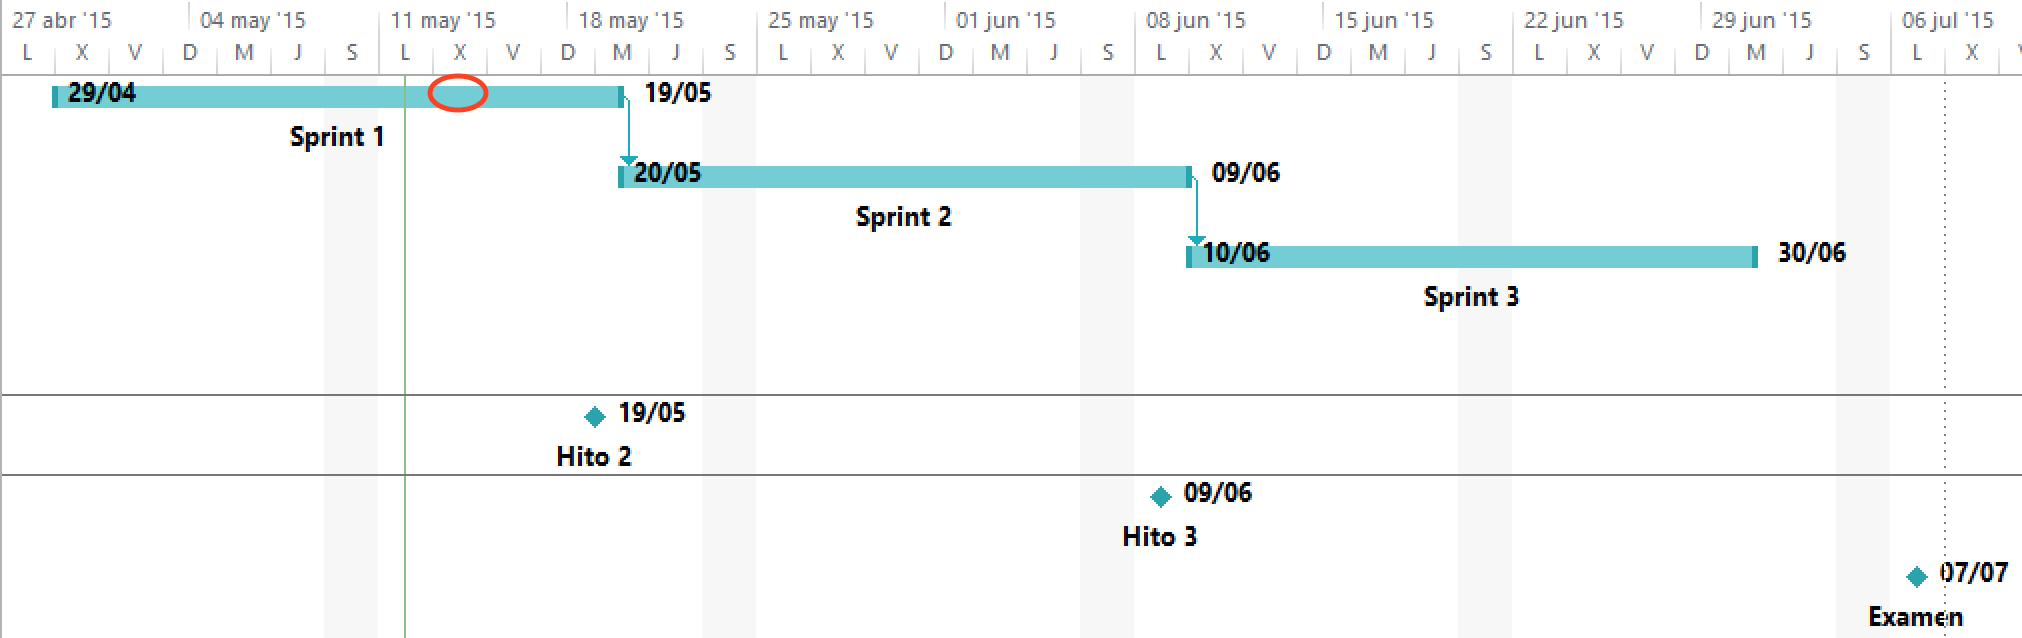 27 abr '15 04 may '15 11 may '15 18 may '15 25 may '15 01 jun '15 08 jun '15 15 jun '15 22 jun '15 29 jun '15 06 jul '15
L X V D M J S L X V D M J S L X V D M J S L X V D M J S L X V D M J S L X
29/04 19/05
Sprint 1
20/05 09/06
Sprint 2
10/06 30/06
Sprint 3
19/05
Hito 2
09/06
Hito 3
07/07
Examen